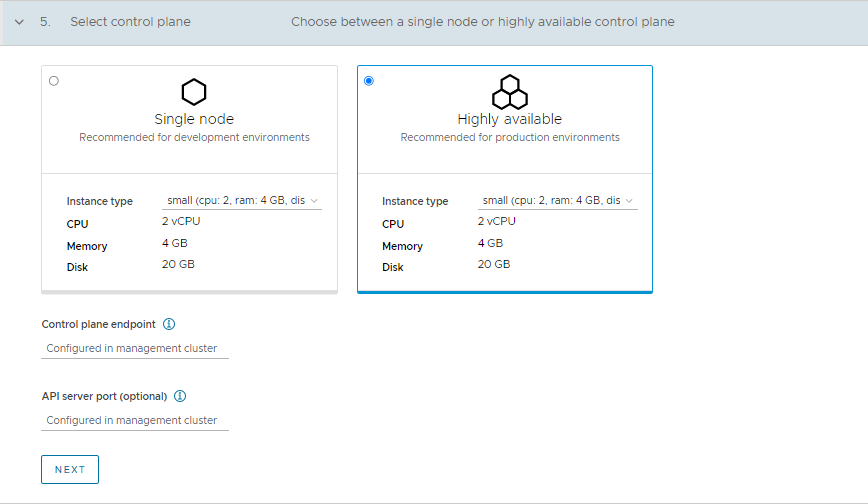 5. Select control plane Choose between a single node or highly available control plane
Single node
Recommended for development environments
Instance type small (cpu: 2, ram: 4 GB, dis
CPU 2 vCPU
Memory 4 GB
Disk 20 GB
Highly available
Recommended for production environments
Instance type small (cpu: 2, ram: 4 GB, dis
CPU 2 vCPU
Memory 4 GB
Disk 20 GB
Control plane endpoint
Configured in management cluster
API server port (optional)
Configured in management cluster
NEXT